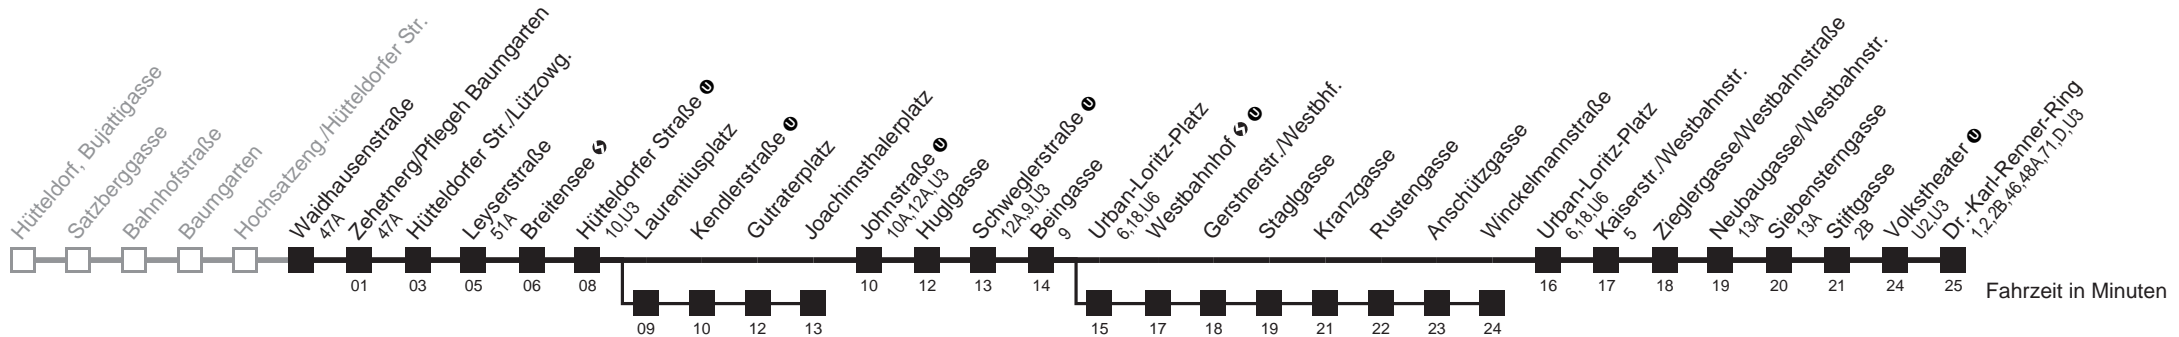 Hütteldorf, Bujattigasse
Satzberggasse
Bahnhofstraße
Baumgarten
Hochsatzeng./Hütteldorfer Str.
Waidhausenstraße
47A
Zehetnerg/Pflegeh Baumgarten
47A
Hütteldorfer Str./Lützowg.
Leyserstraße
51A
Breitensee
Hütteldorfer Straße U
10,U3
Laurentiusplatz
Kendlerstraße U
Gutraterplatz
Joachimsthalerplatz
Johnstraße U
10A,12A,U3
Huglgasse
Schweglerstraße U
12A,9,U3
Beingasse
9
Urban-Loritz-Platz
6,18,U6
Westbahnhof U
Gerstnerstr./Westbhf.
Staglgasse
Kranzgasse
Rustengasse
Anschützgasse
Winckelmannstraße
Urban-Loritz-Platz
6,18,U6
Kaiserstr./Westbahnstr.
5
Zieglergasse/Westbahnstraße
Neubaugasse/Westbahnstr.
13A
Siebensterngasse
13A
Stiftgasse
2B
Volkstheater U
U2,U3
Dr.-Karl-Renner-Ring
1,2,2B,46,48A,71,D,U3
01 03 05 06 08 10 12 13 14 16 17 18 19 20 21 24 25
Fahrzeit in Minuten
09 10 12 13 15 17 18 19 21 22 23 24